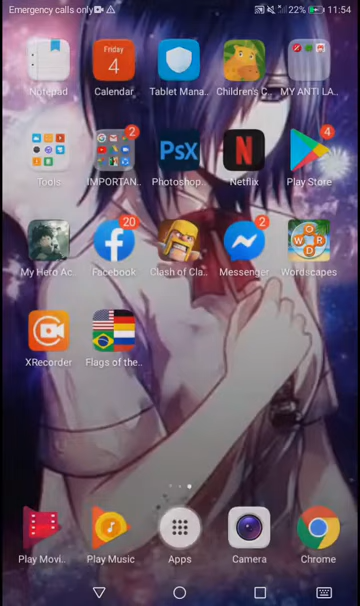 Emergency calls only 22% 11:54
Friday
4
Notepad Calendar Tablet Mana.. Children's C.. MY ANTI LA..
2 PsX N 4
Tools IMPORTAN.. Photoshop.. Netflix Play Store
20 2 W O R D
My Hero Ac.. Facebook Clash of Cla.. Messenger Wordscapes
XRecorder Flags of the..
Play Movi.. Play Music Apps Camera Chrome